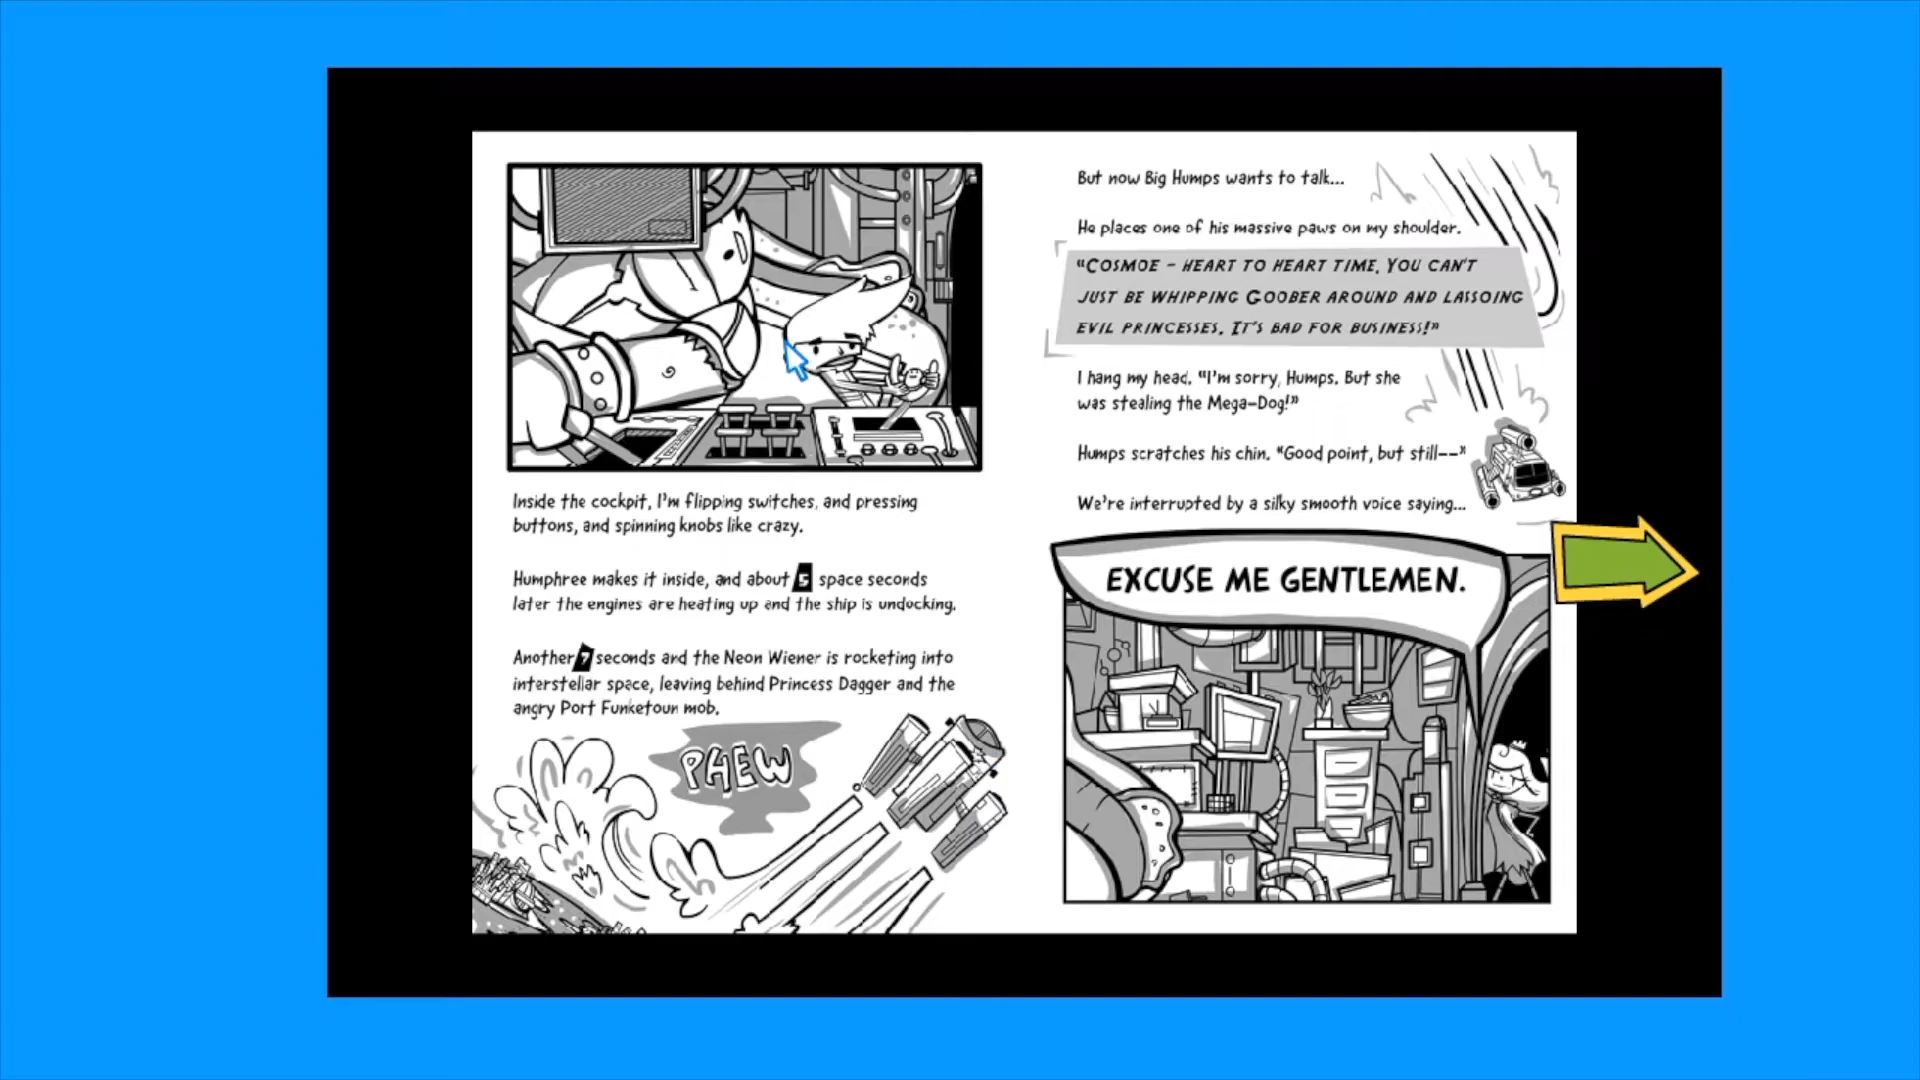 Inside the cockpit, I'm flipping switches, and pressing
buttons, and spinning knobs like crazy.
Humphree makes it inside, and about 5 space seconds
later the engines are heating up and the ship is undocking.
Another 7 seconds and the Neon Wiener is rocketing into
interstellar space, leaving behind Princess Dagger and the
angry Port Funketoun mob.
PHEW
But now Big Humps wants to talk...
He places one of his massive paws on my shoulder.
"COSMOE – HEART TO HEART TIME. YOU CAN'T
JUST BE WHIPPING GOOBER AROUND AND LASSOING
EVIL PRINCESSES. IT'S BAD FOR BUSINESS!"
I hang my head. "I'm sorry, Humps. But she
was stealing the Mega-Dog!"
Humps scratches his chin. "Good point, but still--"
We're interrupted by a silky smooth voice saying...
EXCUSE ME GENTLEMEN.